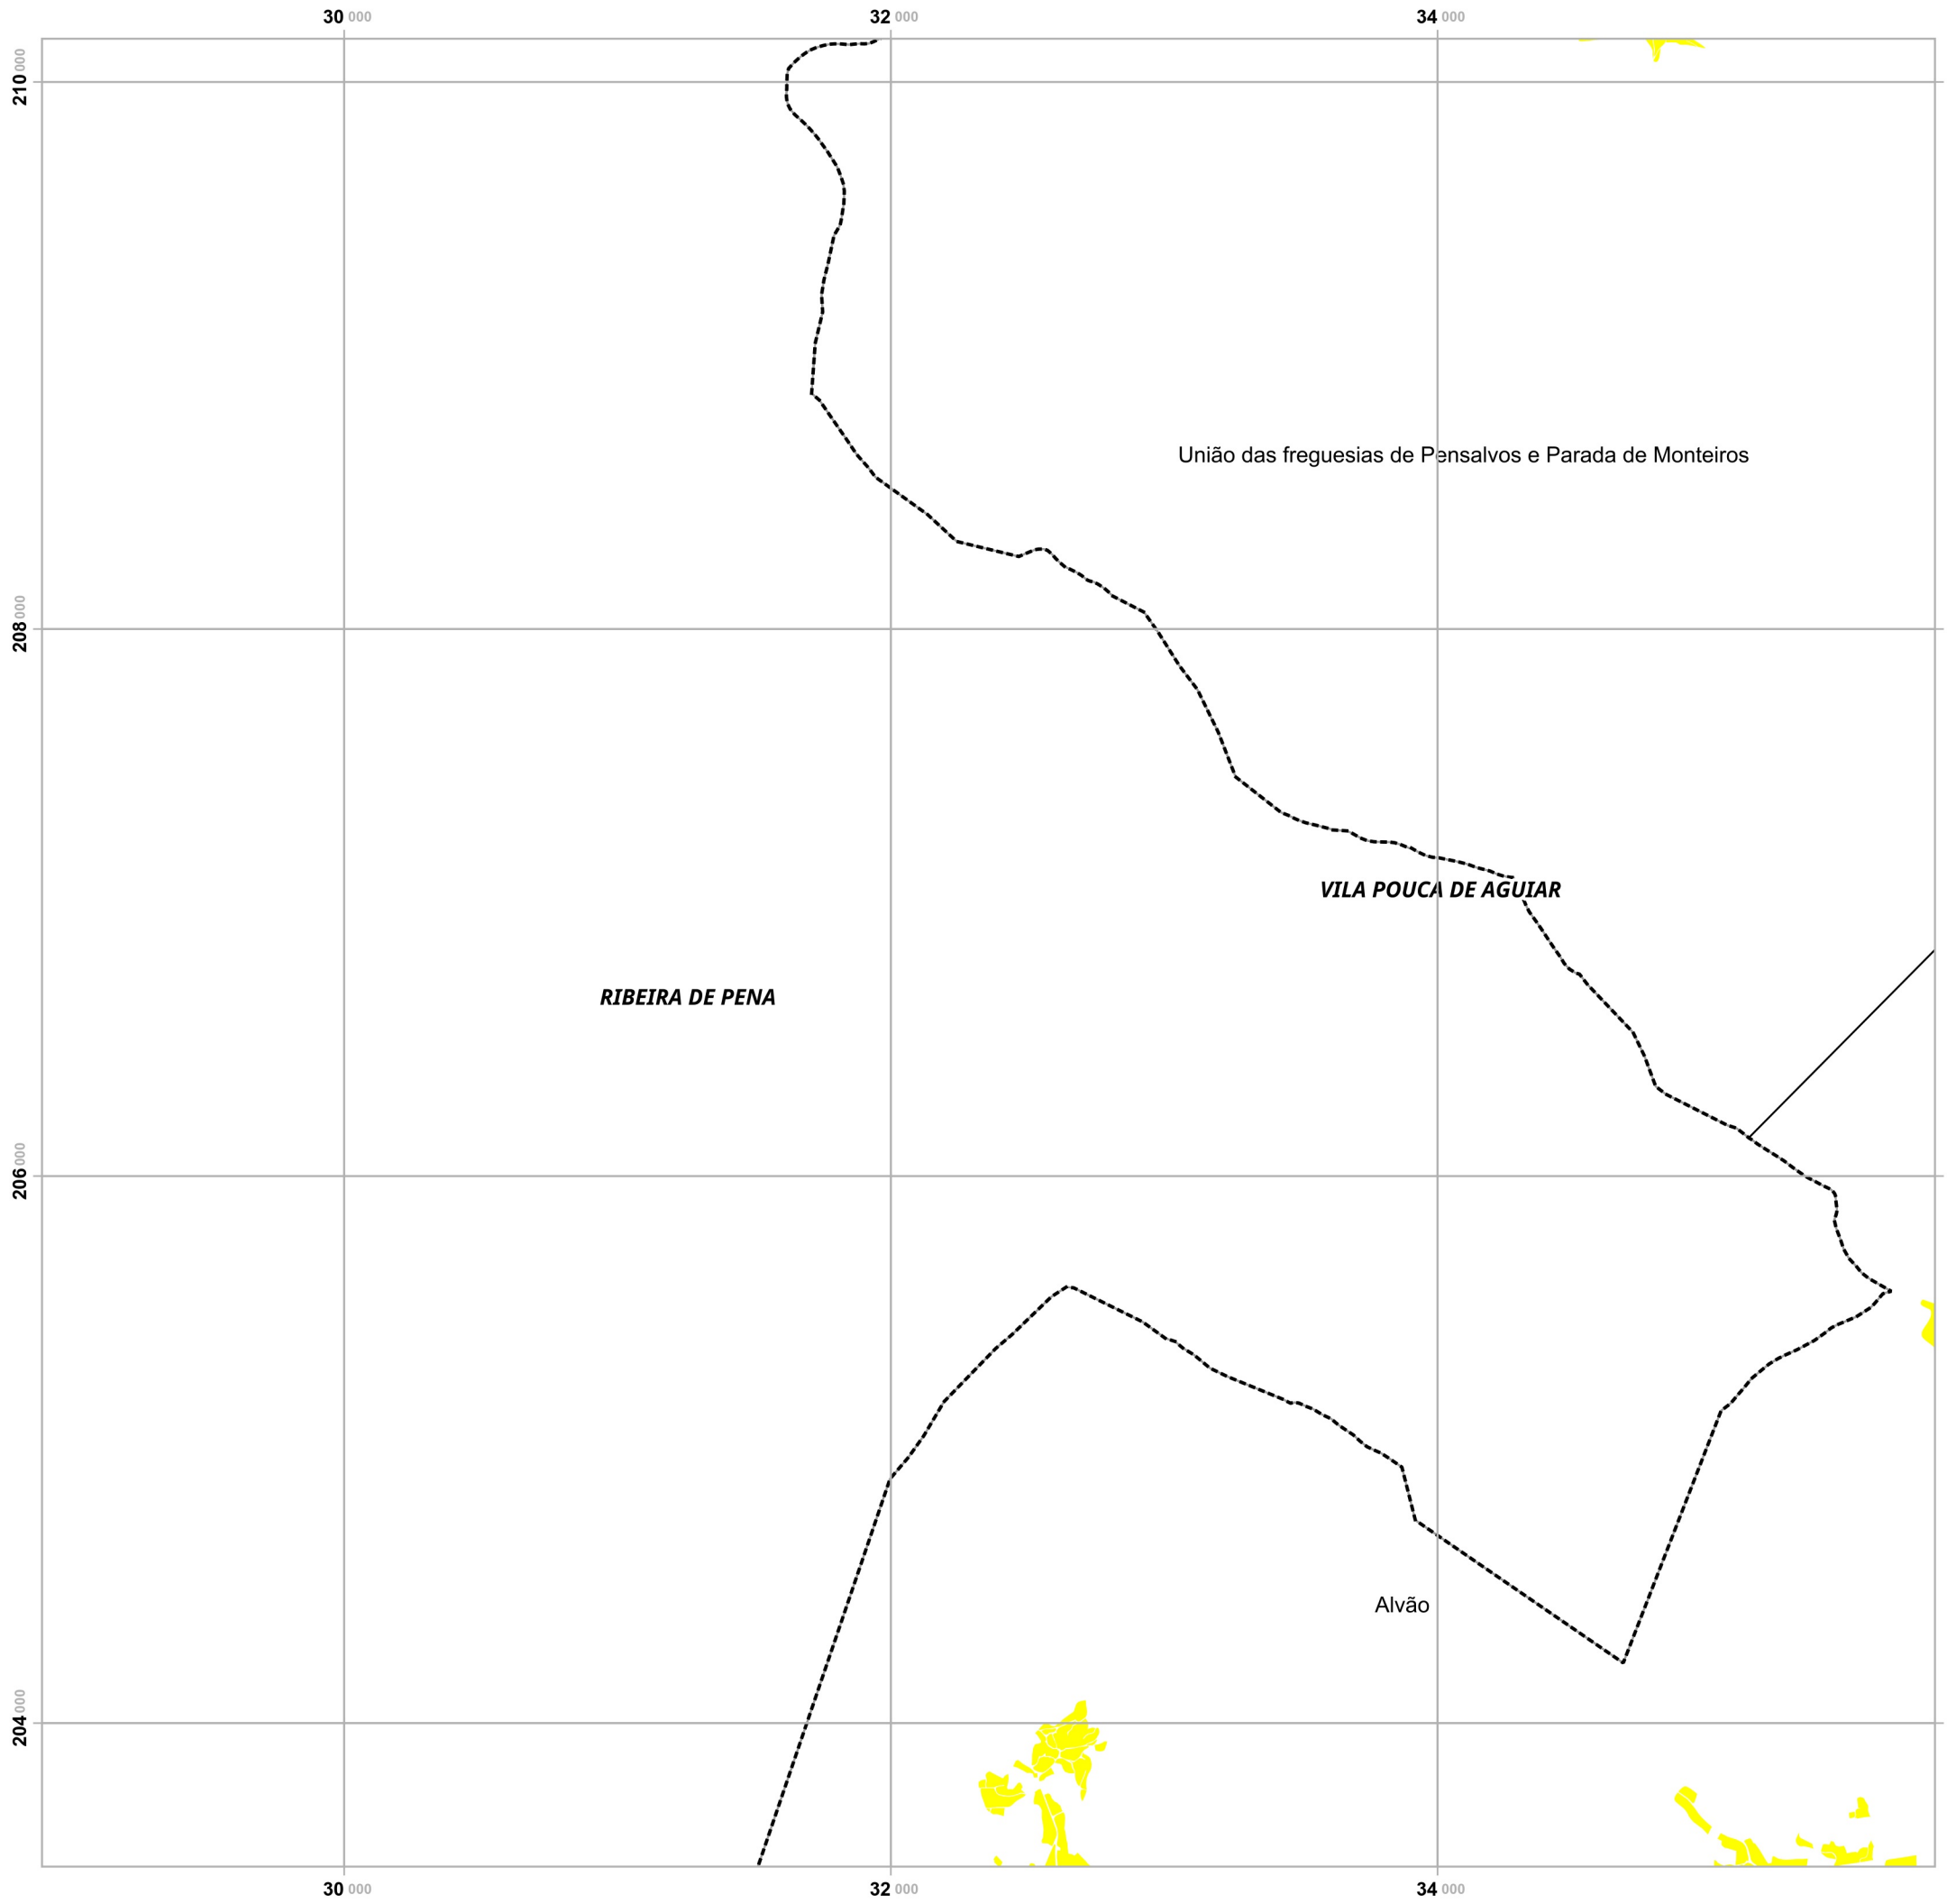 30 000 32 000 34 000
210 000
União das freguesias de Pensalvos e Parada de Monteiros
208 000
VILA POUCA DE AGUIAR
RIBEIRA DE PENA
206 000
Alvão
204 000
30 000 32 000 34 000